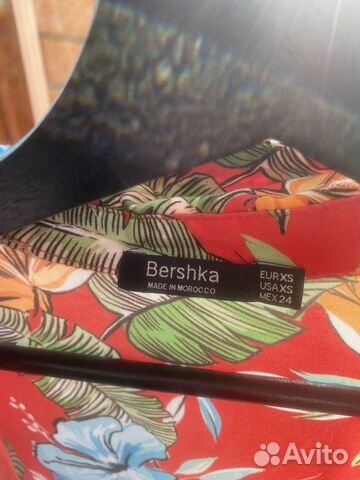 Bershka
MADE IN MOROCCO
EUR XS
USA XS
MEX 24
Avito